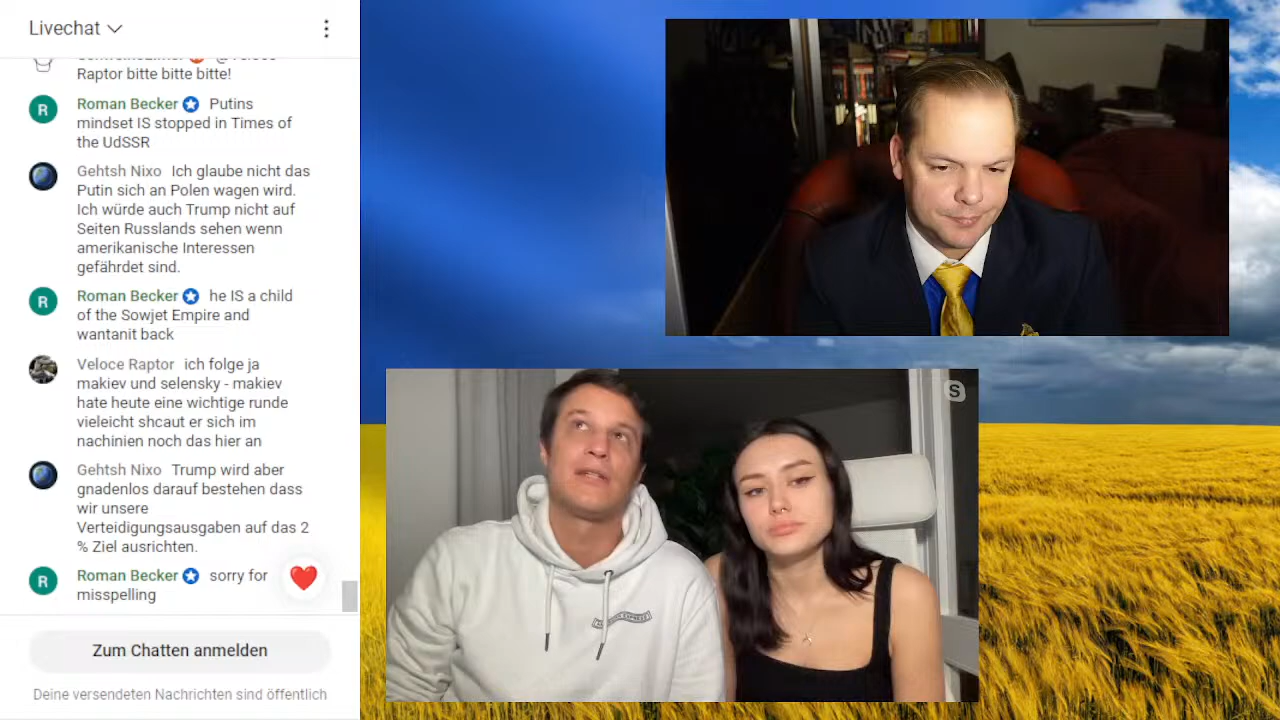 Livechat
Raptor bitte bitte bitte!
Roman Becker Putins
mindset IS stopped in Times of
the UdSSR
Gehtsh Nixo Ich glaube nicht das
Putin sich an Polen wagen wird.
Ich würde auch Trump nicht auf
Seiten Russlands sehen wenn
amerikanische Interessen
gefährdet sind.
Roman Becker he IS a child
of the Sowjet Empire and
wantanit back
Veloce Raptor ich folge ja
makiev und selensky - makiev
hate heute eine wichtige runde
vieleicht shcaut er sich im
nachinien noch das hier an
Gehtsh Nixo Trump wird aber
gnadenlos darauf bestehen dass
wir unsere
Verteidigungsausgaben auf das 2
% Ziel ausrichten.
Roman Becker sorry for
misspelling
Zum Chatten anmelden
Deine versendeten Nachrichten sind öffentlich
S